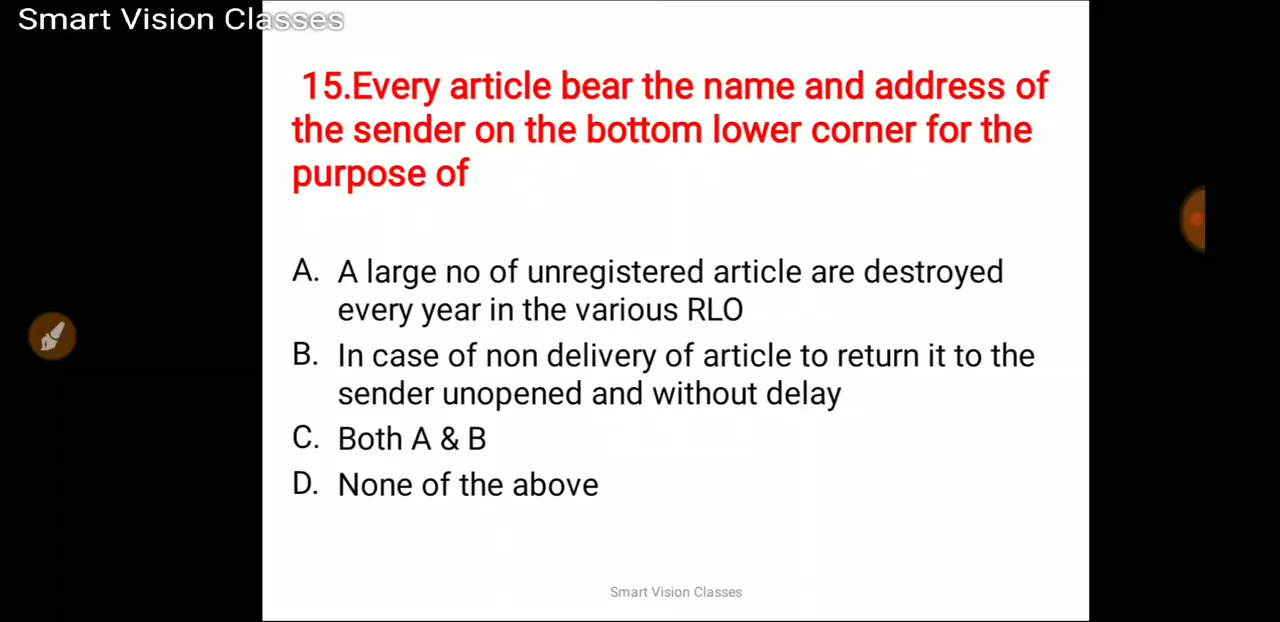 Smart Vision Classes
15.Every article bear the name and address of
the sender on the bottom lower corner for the
purpose of
A. A large no of unregistered article are destroyed
every year in the various RLO
B. In case of non delivery of article to return it to the
sender unopened and without delay
C. Both A & B
D. None of the above
Smart Vision Classes